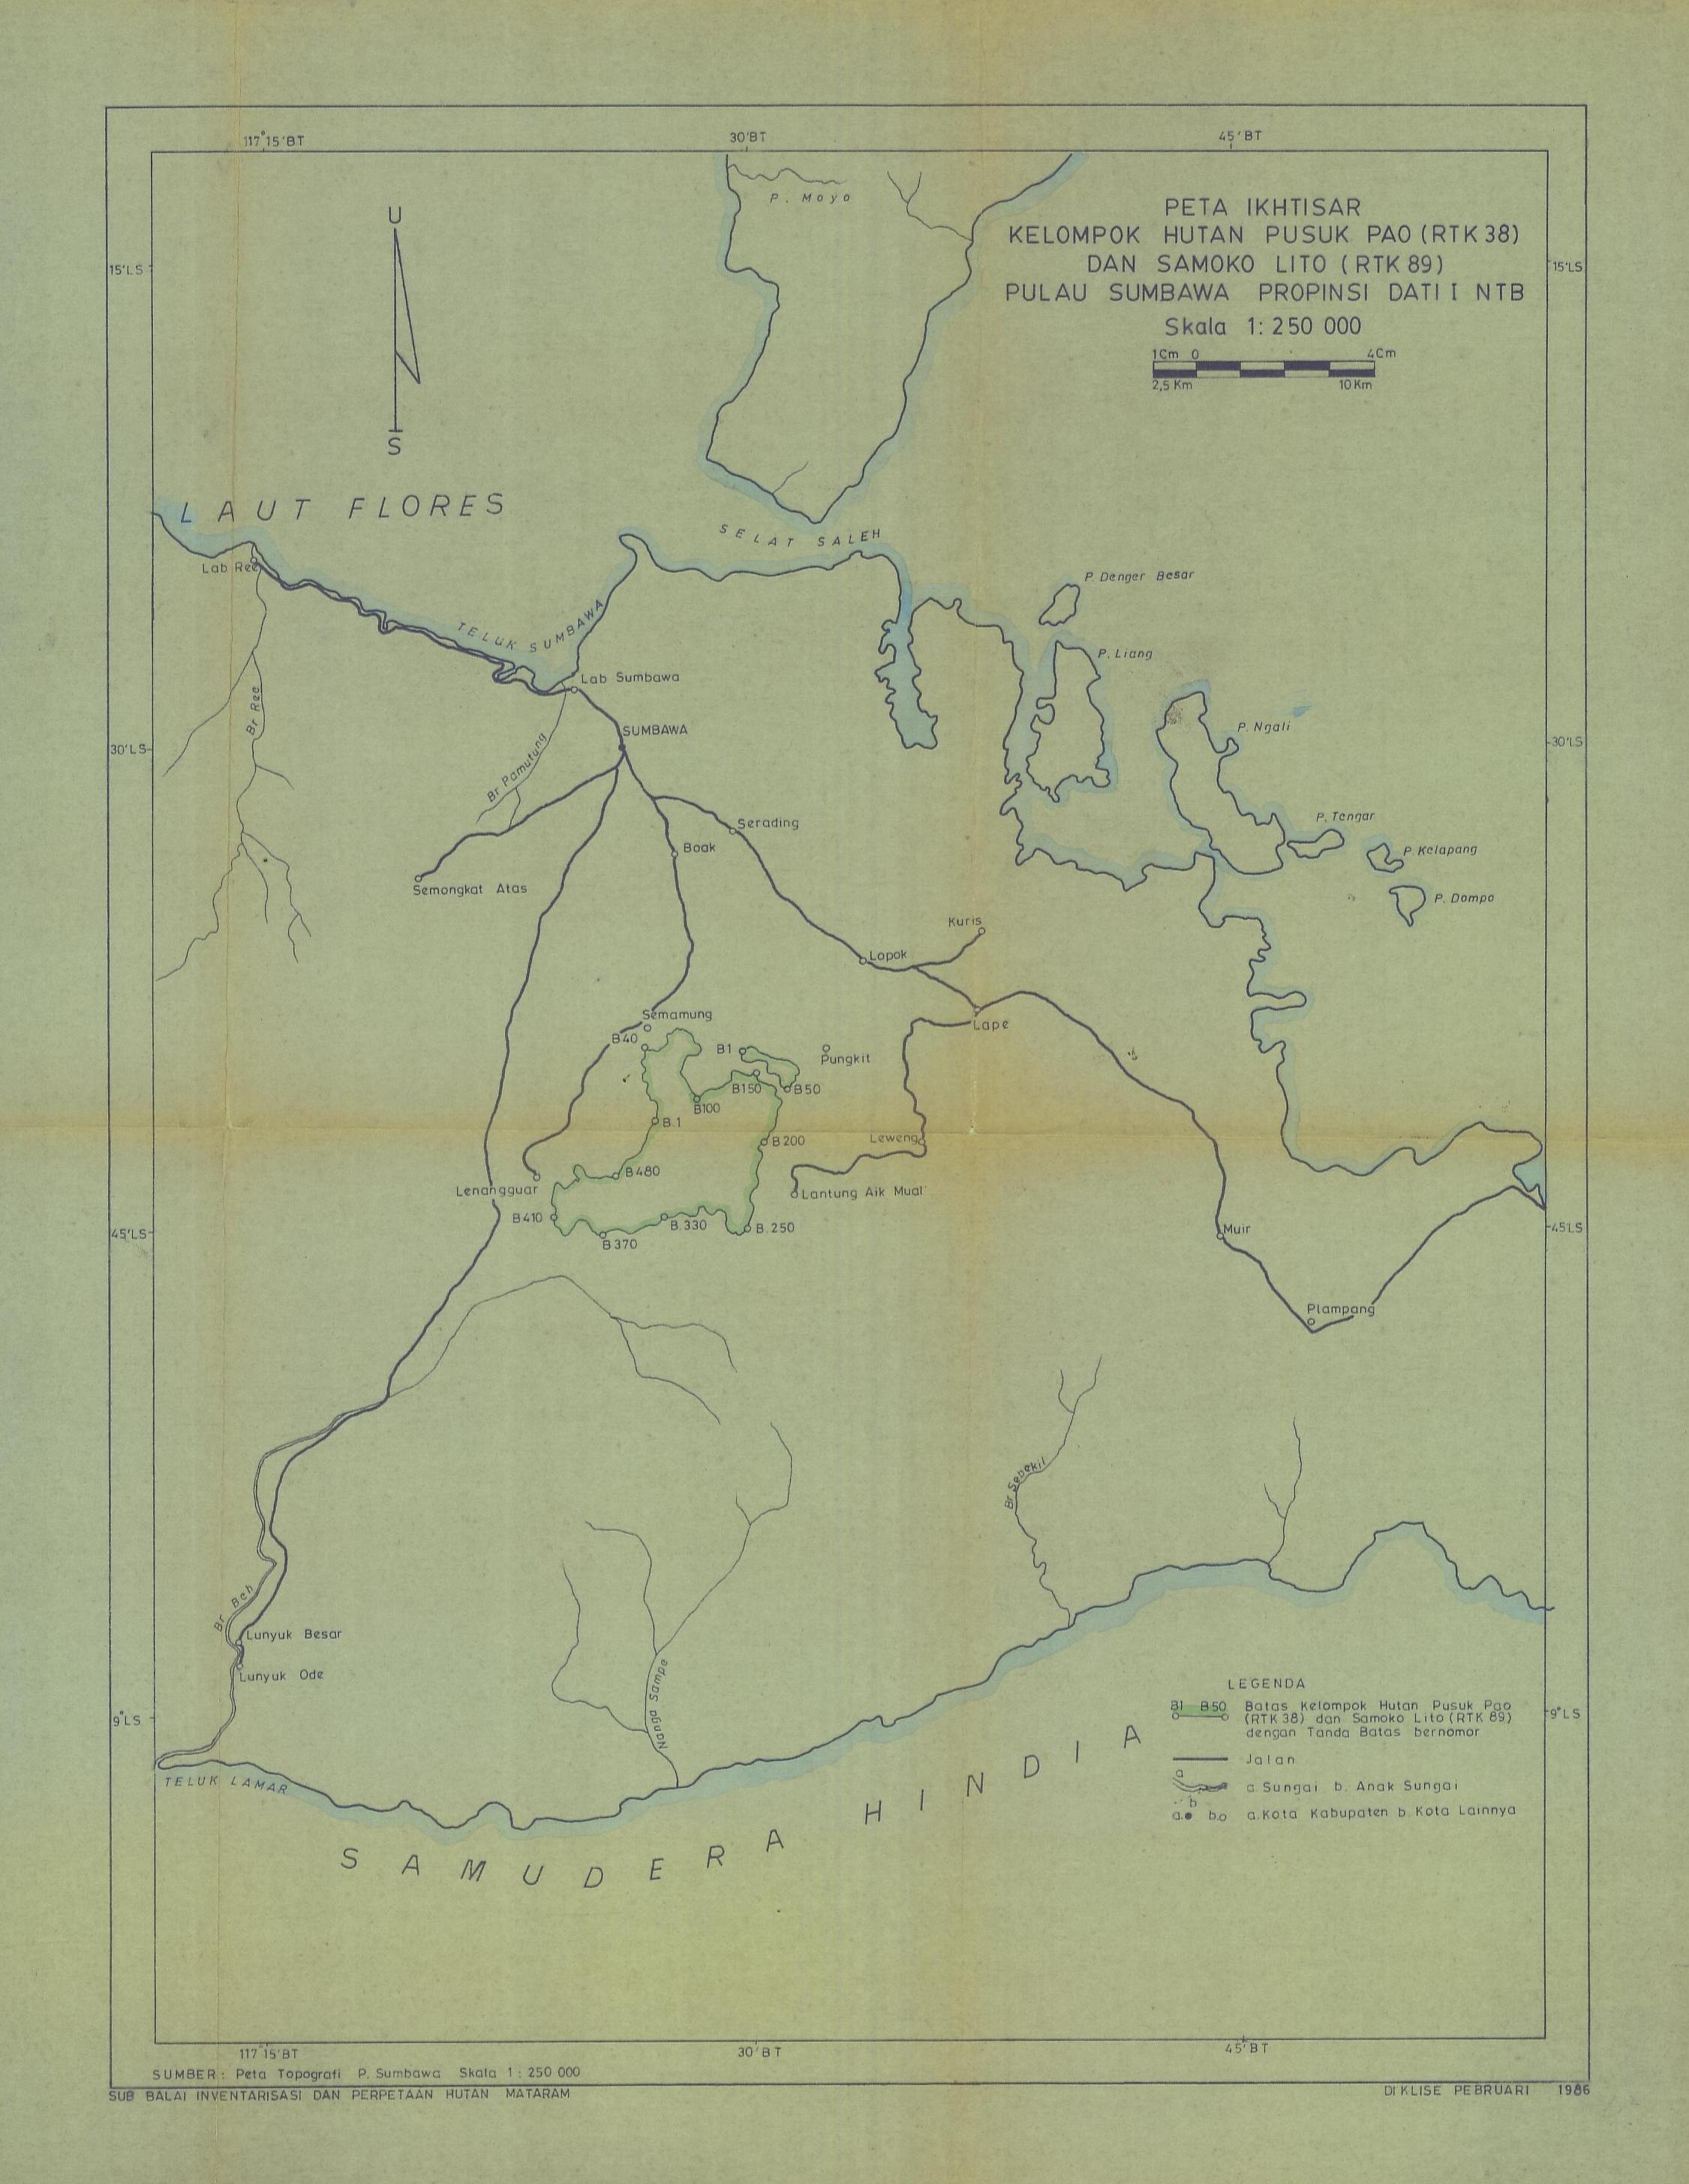 117°15'BT 30'BT 45'BT
P. Moyo
PETA IKHTISAR
KELOMPOK HUTAN PUSUK PAO (RTK 38)
DAN SAMOKO LITO (RTK 89)
PULAU SUMBAWA PROPINSI DATI I NTB
Skala 1: 250 000
1Cm 0 4Cm
2,5 Km 10 Km
U
S
15'LS 15'LS
LAUT FLORES
SELAT SALEH
Lab Ree
P. Denger Besar
TELUK SUMBAWA
P. Liang
Lab Sumbawa
Br Ree
P. Ngali
SUMBAWA
30'LS 30'LS
Br Pamutung
P. Tengar
Serading
Boak
P Kelapang
Semongkat Atas
P. Dompo
Kuris
Lopok
Semamung
Lape
B40
B1
Pungkit
B150
B50
B100
B.1
B 200
Leweng
B480
Lenangguar
Lantung Aik Mual
B410
B.330
B.250
B370
45'LS 45'LS
Muir
Plampang
Br Sebekil
Br Beh
Lunyuk Besar
Lunyuk Ode
Nanga Sampe
9°LS 9°LS
TELUK LAMAR
SAMUDERA HINDIA
LEGENDA
B1 B50 Batas Kelompok Hutan Pusuk Pao
(RTK 38) dan Samoko Lito (RTK 89)
dengan Tanda Batas bernomor
Jalan
a
b
a. Sungai b. Anak Sungai
a. b. a. Kota Kabupaten b. Kota Lainnya
117°15'BT 30'BT 45'BT
SUMBER: Peta Topografi P. Sumbawa Skala 1 : 250 000
SUB BALAI INVENTARISASI DAN PERPETAAN HUTAN MATARAM
DI KLISE PEBRUARI 1986